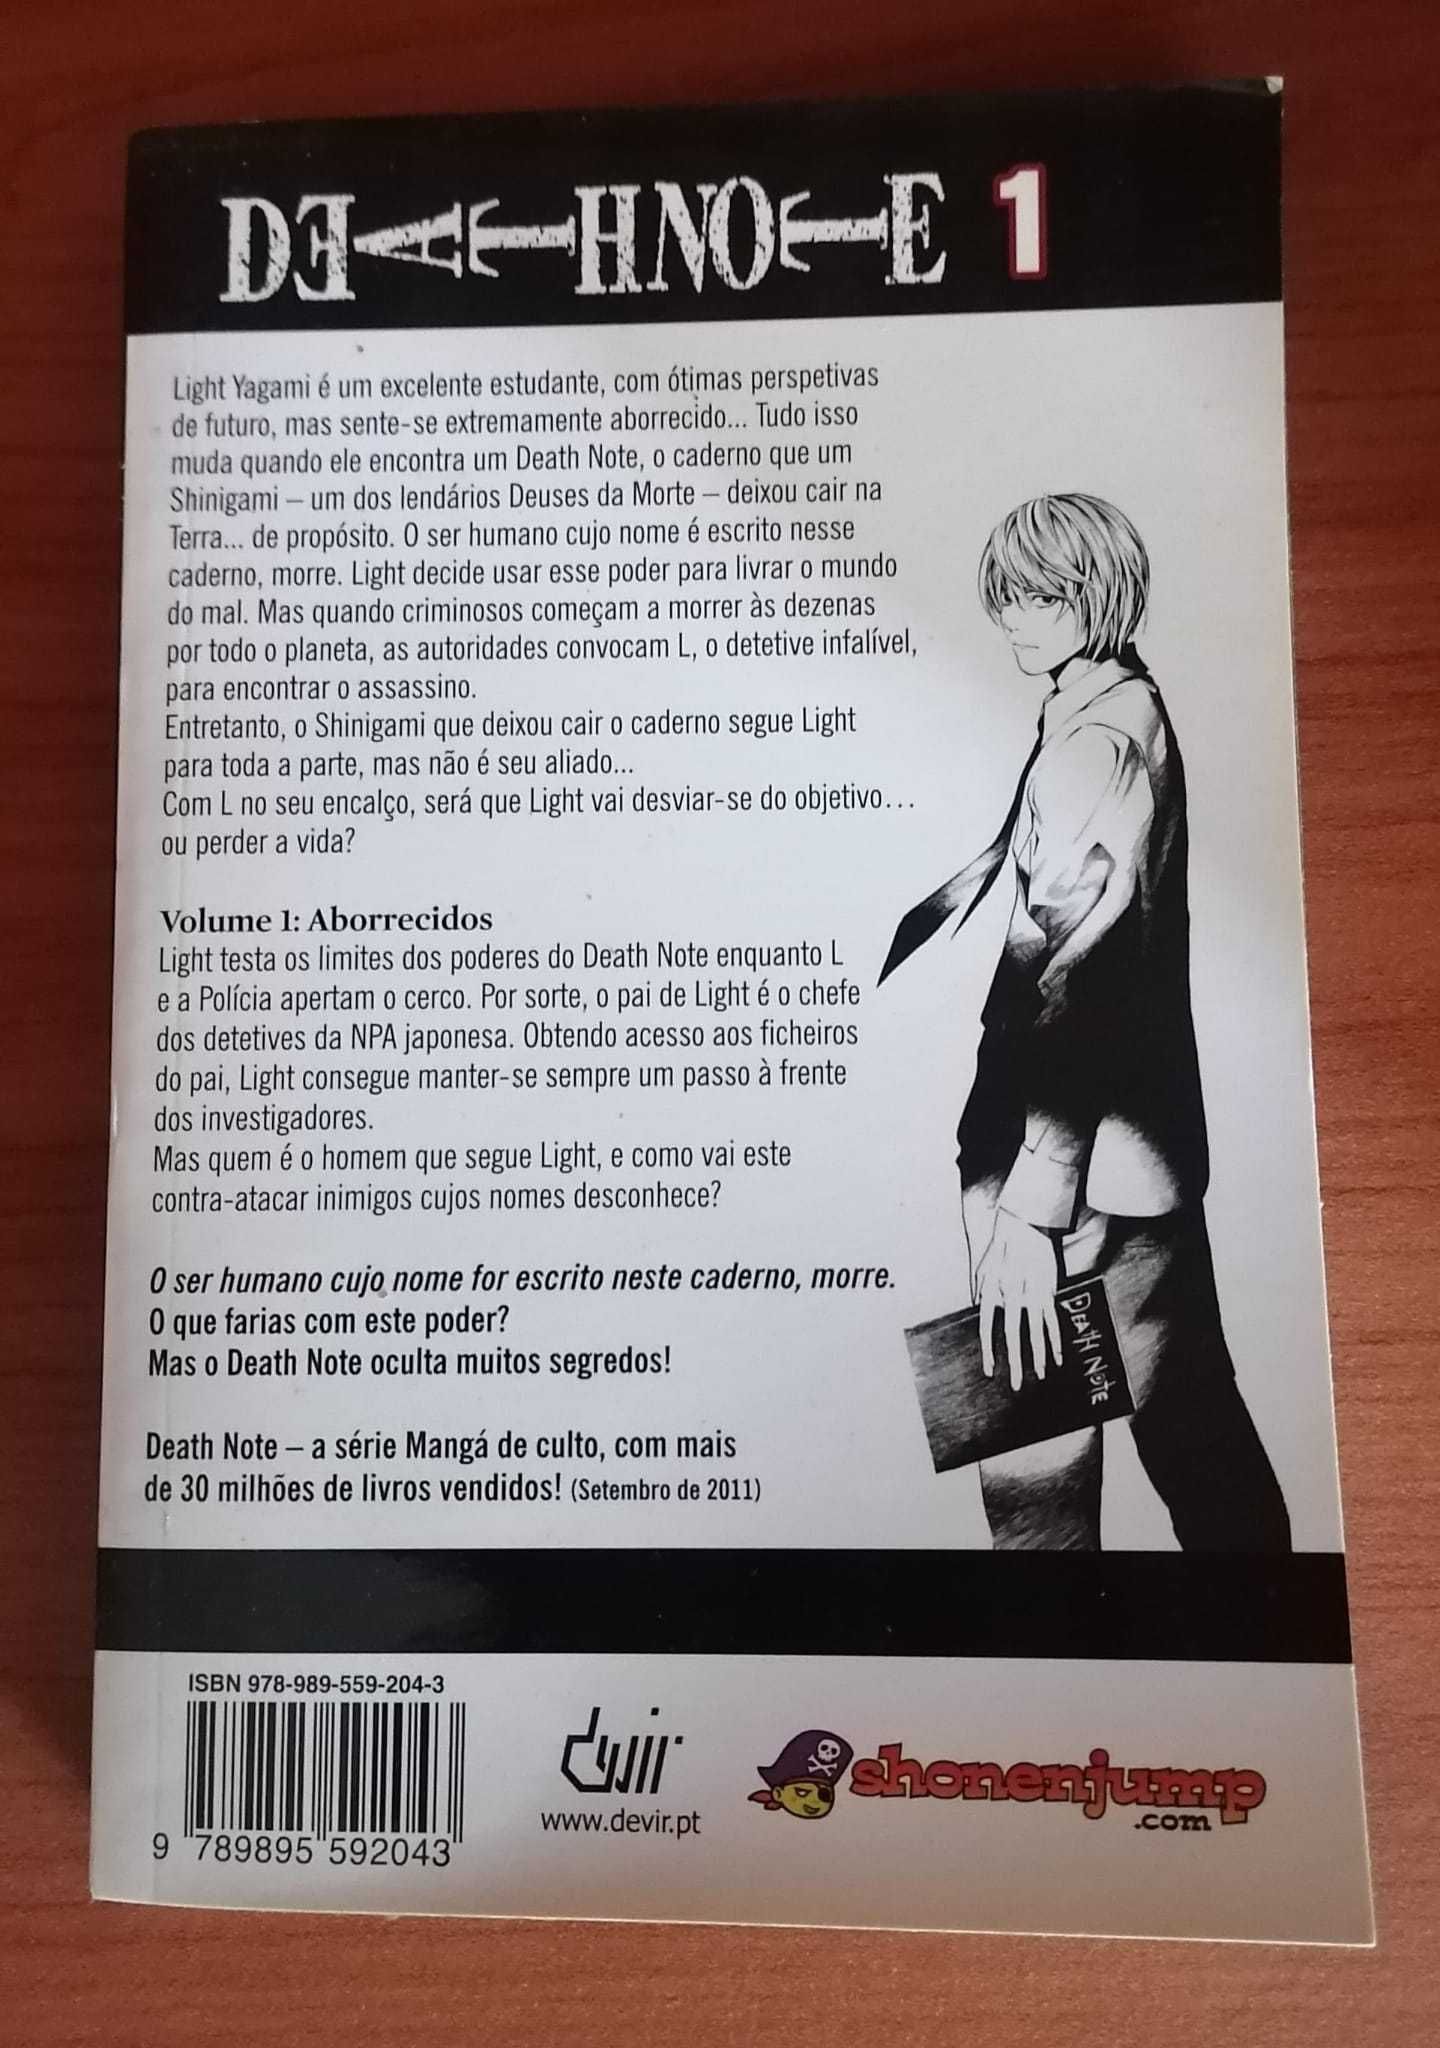 DEATH NOTE 1
Light Yagami é um excelente estudante, com ótimas perspetivas
de futuro, mas sente-se extremamente aborrecido... Tudo isso
muda quando ele encontra um Death Note, o caderno que um
Shinigami – um dos lendários Deuses da Morte – deixou cair na
Terra... de propósito. O ser humano cujo nome é escrito nesse
caderno, morre. Light decide usar esse poder para livrar o mundo
do mal. Mas quando criminosos começam a morrer às dezenas
por todo o planeta, as autoridades convocam L, o detetive infalível,
para encontrar o assassino.
Entretanto, o Shinigami que deixou cair o caderno segue Light
para toda a parte, mas não é seu aliado...
Com L no seu encalço, será que Light vai desviar-se do objetivo...
ou perder a vida?
Volume 1: Aborrecidos
Light testa os limites dos poderes do Death Note enquanto L
e a Polícia apertam o cerco. Por sorte, o pai de Light é o chefe
dos detetives da NPA japonesa. Obtendo acesso aos ficheiros
do pai, Light consegue manter-se sempre um passo à frente
dos investigadores.
Mas quem é o homem que segue Light, e como vai este
contra-atacar inimigos cujos nomes desconhece?
O ser humano cujo nome for escrito neste caderno, morre.
O que farias com este poder?
Mas o Death Note oculta muitos segredos!
Death Note – a série Mangá de culto, com mais
de 30 milhões de livros vendidos! (Setembro de 2011)
DEATH NOTE
ISBN 978-989-559-204-3
9 789895 592043
devir
www.devir.pt
shonenjump
.com